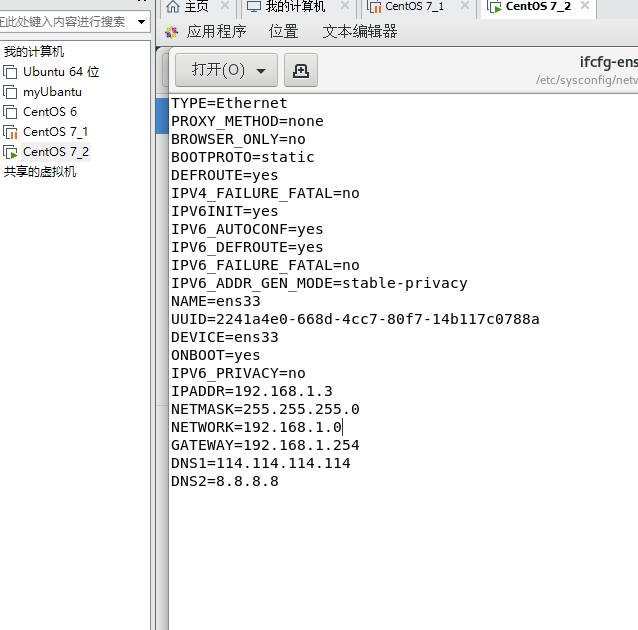 主页
我的计算机
CentOS 7_1
CentOS 7_2
在此处键入内容进行搜索
应用程序 位置 文本编辑器
我的计算机
Ubuntu 64 位
myUbantu
CentOS 6
CentOS 7_1
CentOS 7_2
共享的虚拟机
打开(O)
ifcfg-ens
/etc/sysconfig/netw
TYPE=Ethernet
PROXY_METHOD=none
BROWSER_ONLY=no
BOOTPROTO=static
DEFROUTE=yes
IPV4_FAILURE_FATAL=no
IPV6INIT=yes
IPV6_AUTOCONF=yes
IPV6_DEFROUTE=yes
IPV6_FAILURE_FATAL=no
IPV6_ADDR_GEN_MODE=stable-privacy
NAME=ens33
UUID=2241a4e0-668d-4cc7-80f7-14b117c0788a
DEVICE=ens33
ONBOOT=yes
IPV6_PRIVACY=no
IPADDR=192.168.1.3
NETMASK=255.255.255.0
NETWORK=192.168.1.0
GATEWAY=192.168.1.254
DNS1=114.114.114.114
DNS2=8.8.8.8